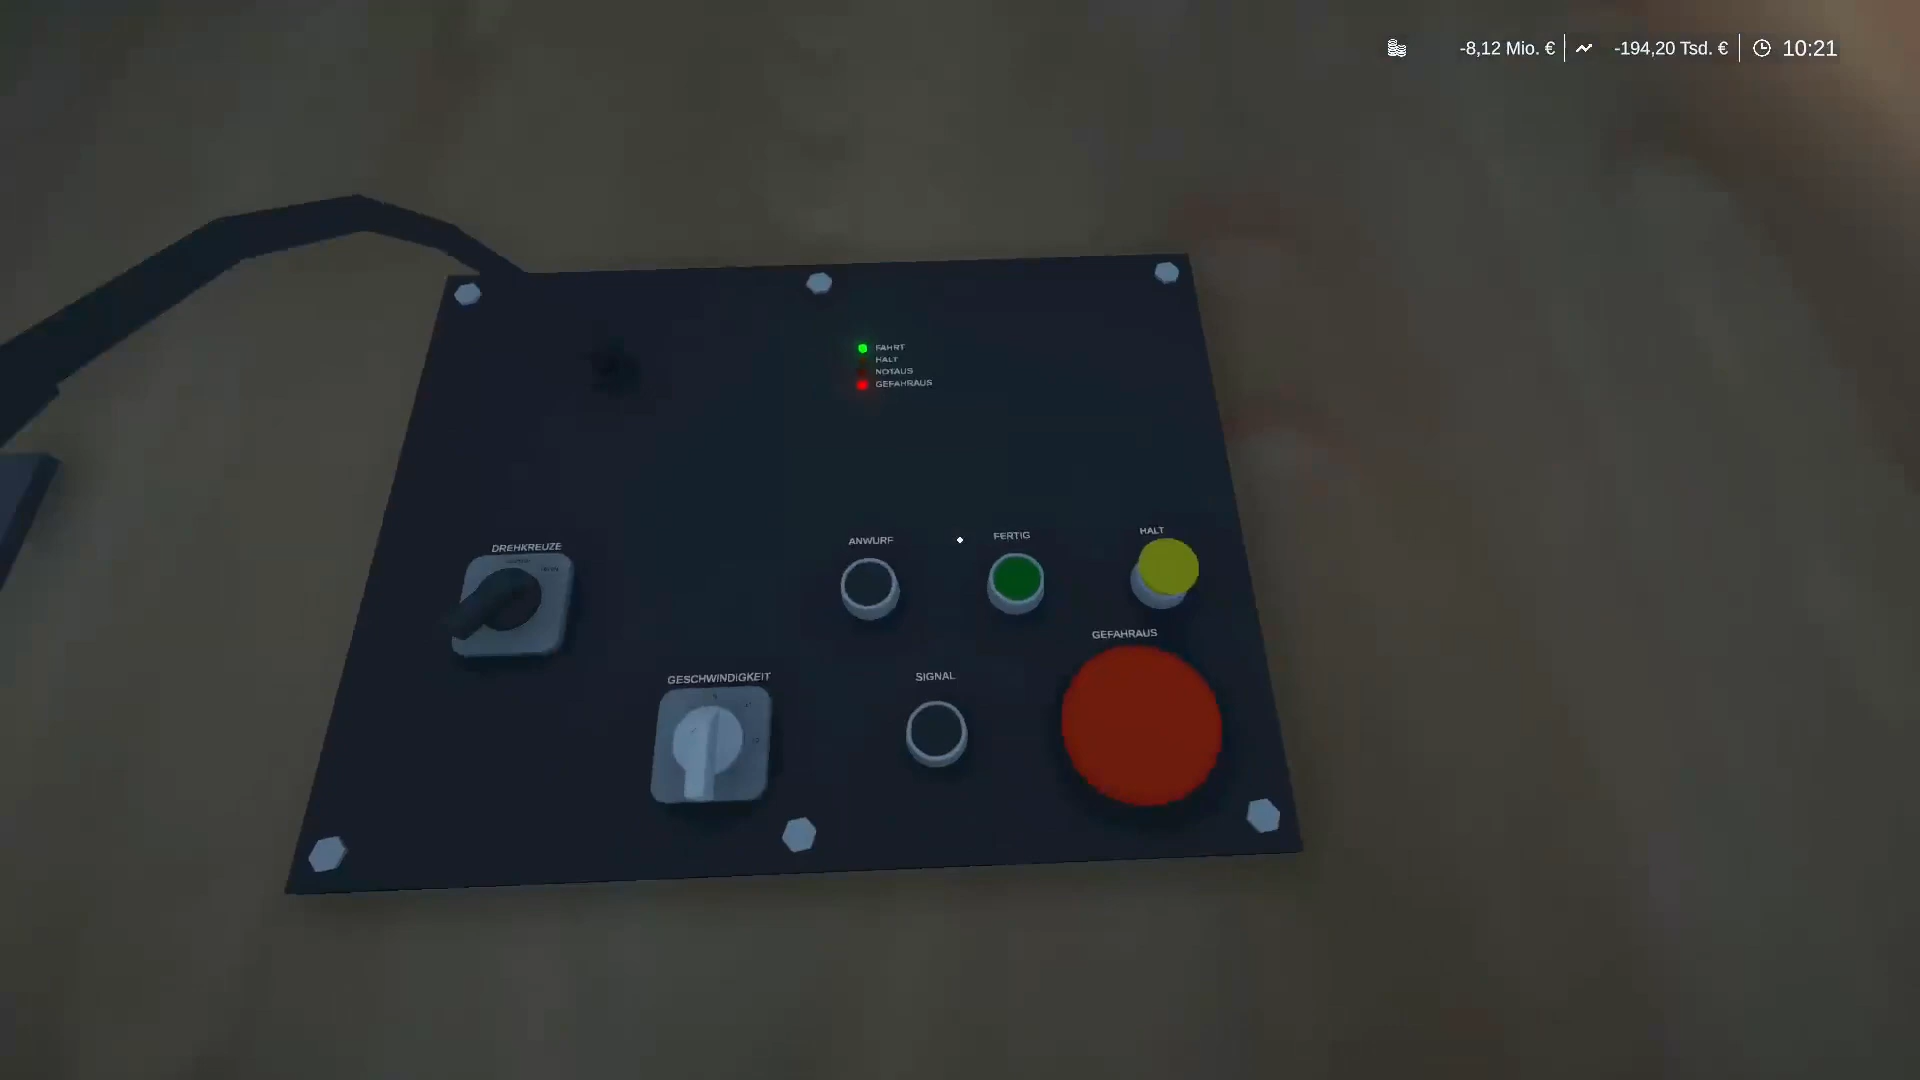 -8,12 Mio. € -194,20 Tsd. € 10:21
FAHRT
HALT
NOTAUS
GEFAHRAUS
DREHKREUZE
ANWURF
FERTIG
HALT
GEFAHRAUS
GESCHWINDIGKEIT
SIGNAL